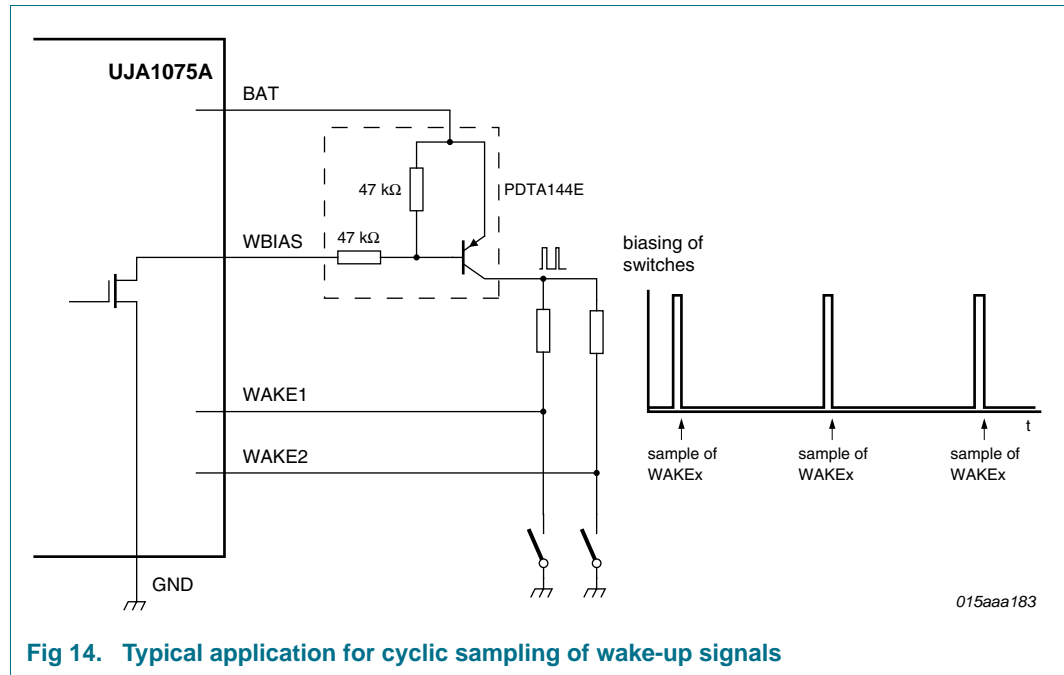 UJA1075A
BAT
47 kΩ
PDTA144E
WBIAS
47 kΩ
biasing of
switches
WAKE1
t
sample of
WAKEx
sample of
WAKEx
sample of
WAKEx
WAKE2
GND
015aaa183
Fig 14. Typical application for cyclic sampling of wake-up signals